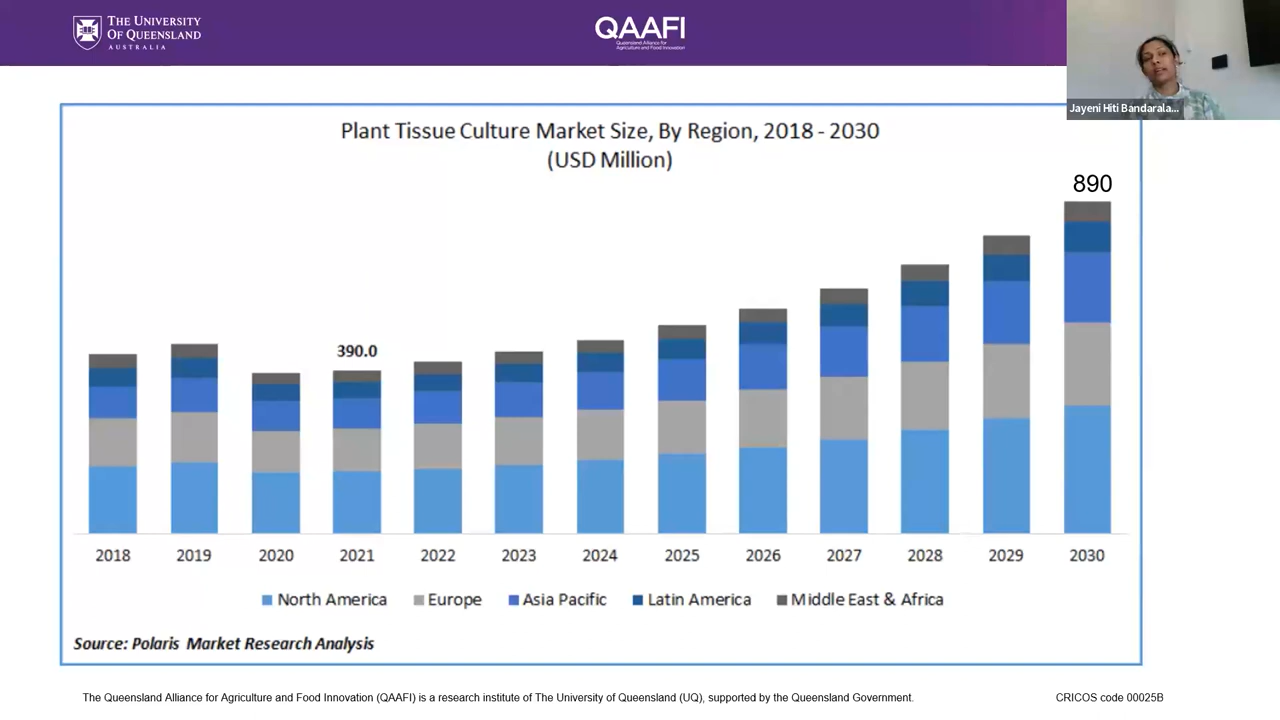 THE UNIVERSITY
OF QUEENSLAND
AUSTRALIA
QAAFI
Queensland Alliance for
Agriculture and Food Innovation
Jayeni Hiti Bandarala...
Plant Tissue Culture Market Size, By Region, 2018 - 2030
(USD Million)
890
390.0
2018 2019 2020 2021 2022 2023 2024 2025 2026 2027 2028 2029 2030
North America Europe Asia Pacific Latin America Middle East & Africa
Source: Polaris Market Research Analysis
The Queensland Alliance for Agriculture and Food Innovation (QAAFI) is a research institute of The University of Queensland (UQ), supported by the Queensland Government. CRICOS code 00025B